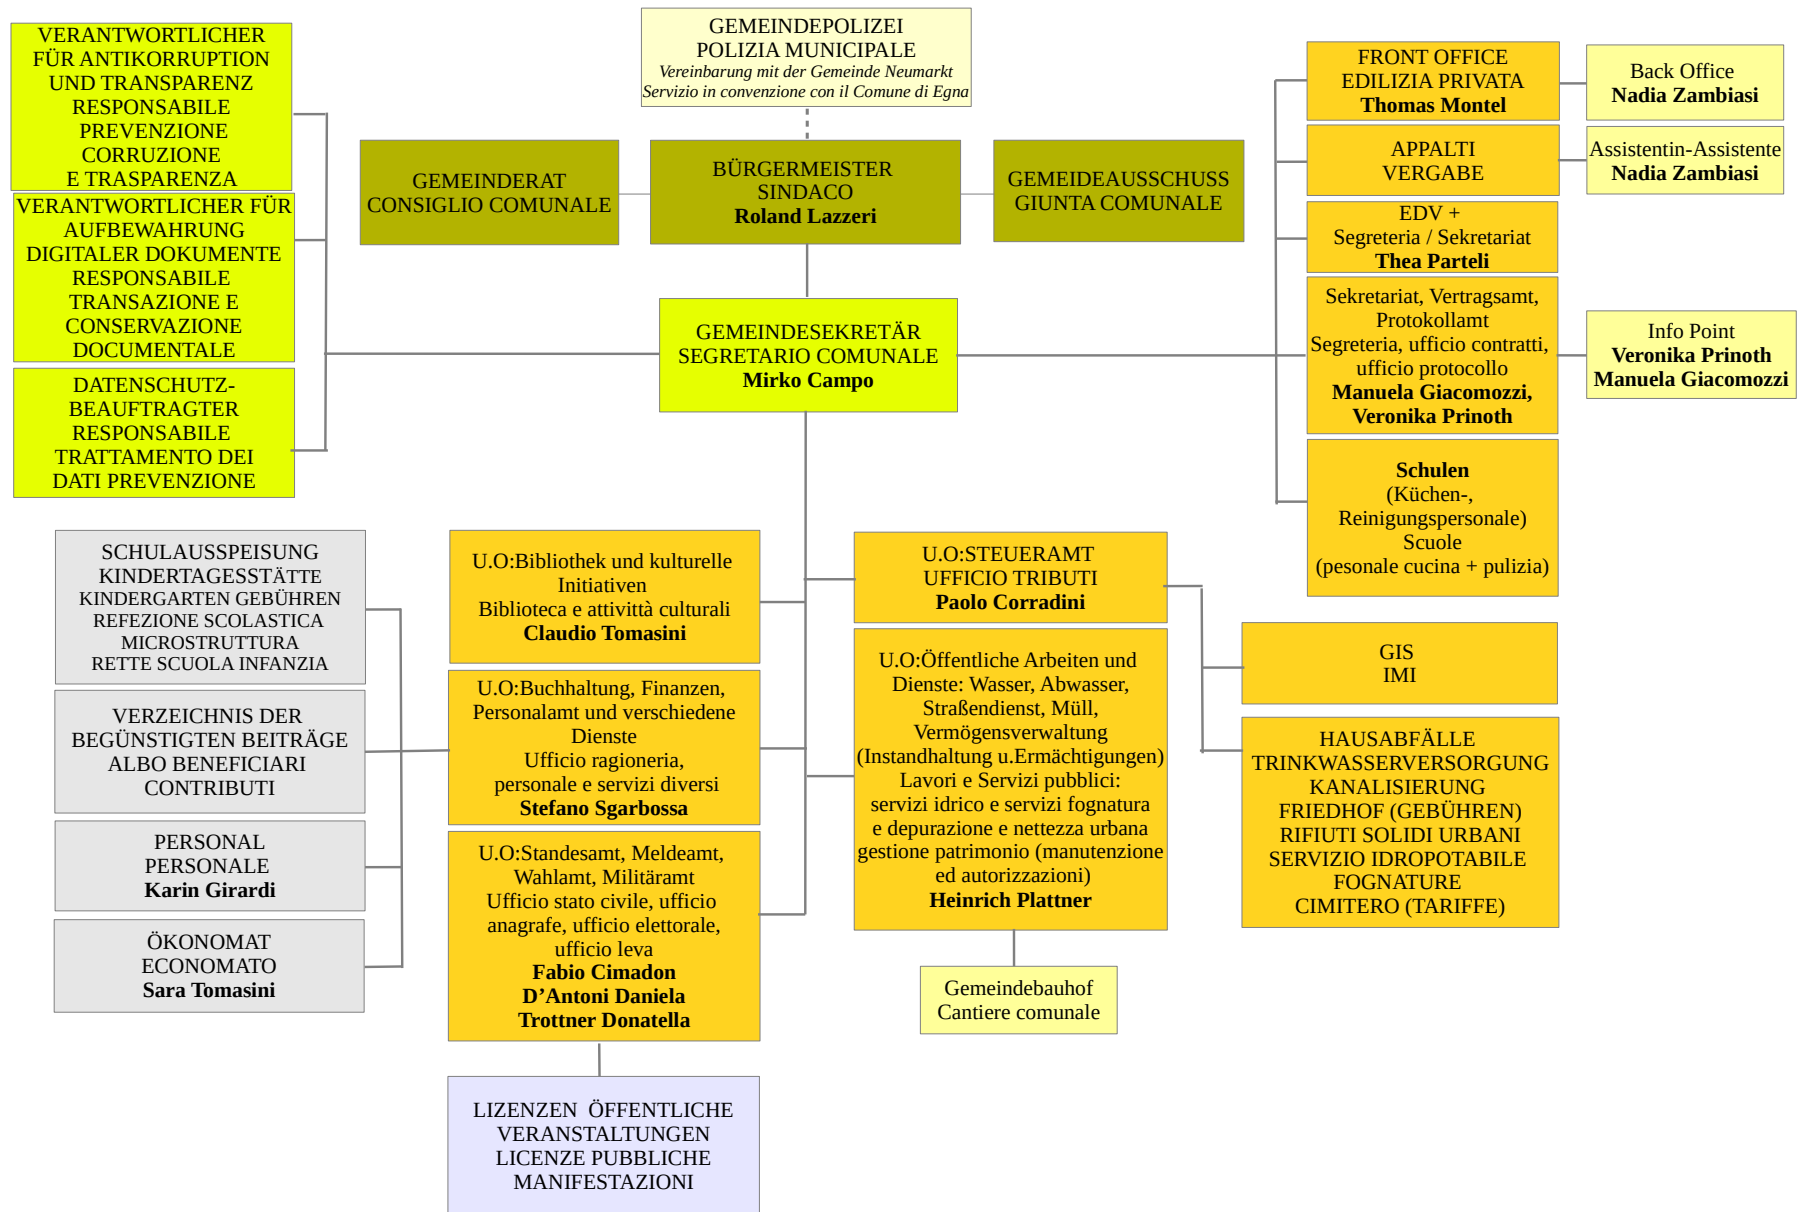 VERANTWORTLICHER
FÜR ANTIKORRUPTION
UND TRANSPARENZ
RESPONSABILE
PREVENZIONE
CORRUZIONE
E TRASPARENZA
VERANTWORTLICHER FÜR
AUFBEWAHRUNG
DIGITALER DOKUMENTE
RESPONSABILE
TRANSAZIONE E
CONSERVAZIONE
DOCUMENTALE
DATENSCHUTZ-
BEAUFTRAGTER
RESPONSABILE
TRATTAMENTO DEI
DATI PREVENZIONE
GEMEINDEPOLIZEI
POLIZIA MUNICIPALE
Vereinbarung mit der Gemeinde Neumarkt
Servizio in convenzione con il Comune di Egna
GEMEINDERAT
CONSIGLIO COMUNALE
BÜRGERMEISTER
SINDACO
Roland Lazzeri
GEMEIDEAUSSCHUSS
GIUNTA COMUNALE
GEMEINDESEKRETÄR
SEGRETARIO COMUNALE
Mirko Campo
FRONT OFFICE
EDILIZIA PRIVATA
Thomas Montel
Back Office
Nadia Zambiasi
APPALTI
VERGABE
Assistentin-Assistente
Nadia Zambiasi
EDV +
Segreteria / Sekretariat
Thea Parteli
Sekretariat, Vertragsamt,
Protokollamt
Segreteria, ufficio contratti,
ufficio protocollo
Manuela Giacomozzi,
Veronika Prinoth
Info Point
Veronika Prinoth
Manuela Giacomozzi
Schulen
(Küchen-,
Reinigungspersonale)
Scuole
(pesonale cucina + pulizia)
SCHULAUSSPEISUNG
KINDERTAGESSTÄTTE
KINDERGARTEN GEBÜHREN
REFEZIONE SCOLASTICA
MICROSTRUTTURA
RETTE SCUOLA INFANZIA
VERZEICHNIS DER
BEGÜNSTIGTEN BEITRÄGE
ALBO BENEFICIARI
CONTRIBUTI
PERSONAL
PERSONALE
Karin Girardi
ÖKONOMAT
ECONOMATO
Sara Tomasini
U.O:Bibliothek und kulturelle
Initiativen
Biblioteca e attività culturali
Claudio Tomasini
U.O:Buchhaltung, Finanzen,
Personalamt und verschiedene
Dienste
Ufficio ragioneria,
personale e servizi diversi
Stefano Sgarbossa
U.O:Standesamt, Meldeamt,
Wahlamt, Militäramt
Ufficio stato civile, ufficio
anagrafe, ufficio elettorale,
ufficio leva
Fabio Cimadon
D’Antoni Daniela
Trottner Donatella
LIZENZEN ÖFFENTLICHE
VERANSTALTUNGEN
LICENZE PUBBLICHE
MANIFESTAZIONI
U.O:STEUERAMT
UFFICIO TRIBUTI
Paolo Corradini
U.O:Öffentliche Arbeiten und
Dienste: Wasser, Abwasser,
Straßendienst, Müll,
Vermögensverwaltung
(Instandhaltung u.Ermächtigungen)
Lavori e Servizi pubblici:
servizi idrico e servizi fognatura
e depurazione e nettezza urbana
gestione patrimonio (manutenzione
ed autorizzazioni)
Heinrich Plattner
Gemeindebauhof
Cantiere comunale
GIS
IMI
HAUSABFÄLLE
TRINKWASSERVERSORGUNG
KANALISIERUNG
FRIEDHOF (GEBÜHREN)
RIFIUTI SOLIDI URBANI
SERVIZIO IDROPOTABILE
FOGNATURE
CIMITERO (TARIFFE)